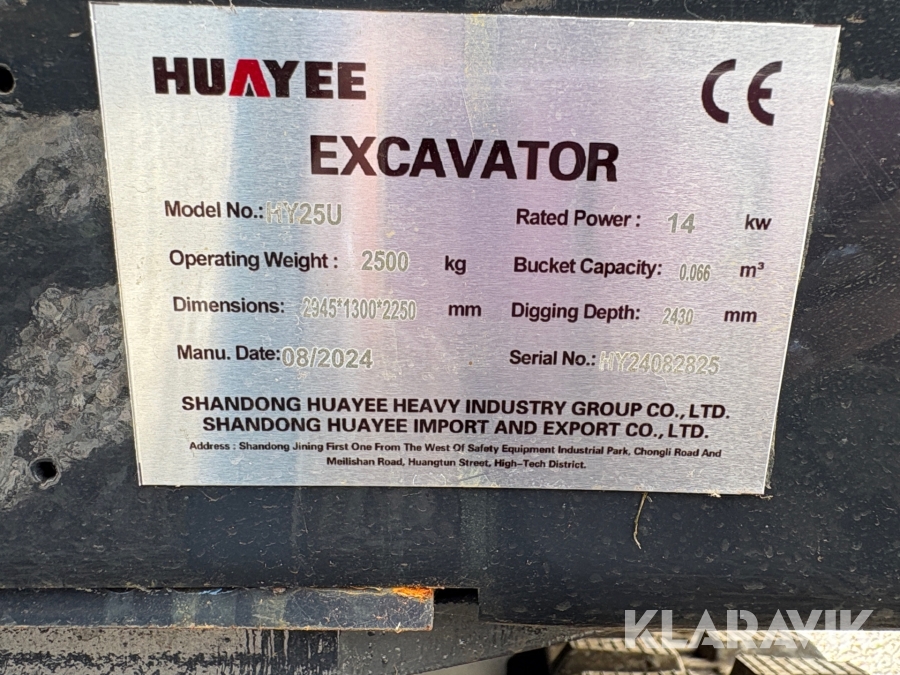 HUAYEE
CE
EXCAVATOR
Model No.: HY25U
Rated Power : 14 kw
Operating Weight : 2500 kg
Bucket Capacity: 0.066 m³
Dimensions: 2945*1300*2250 mm
Digging Depth: 2430 mm
Manu. Date: 08/2024
Serial No.: HY24082825
SHANDONG HUAYEE HEAVY INDUSTRY GROUP CO., LTD.
SHANDONG HUAYEE IMPORT AND EXPORT CO., LTD.
Address : Shandong Jining First One From The West Of Safety Equipment Industrial Park, Chongli Road And
Meilishan Road, Huangtun Street, High-Tech District.
KLARAVIK